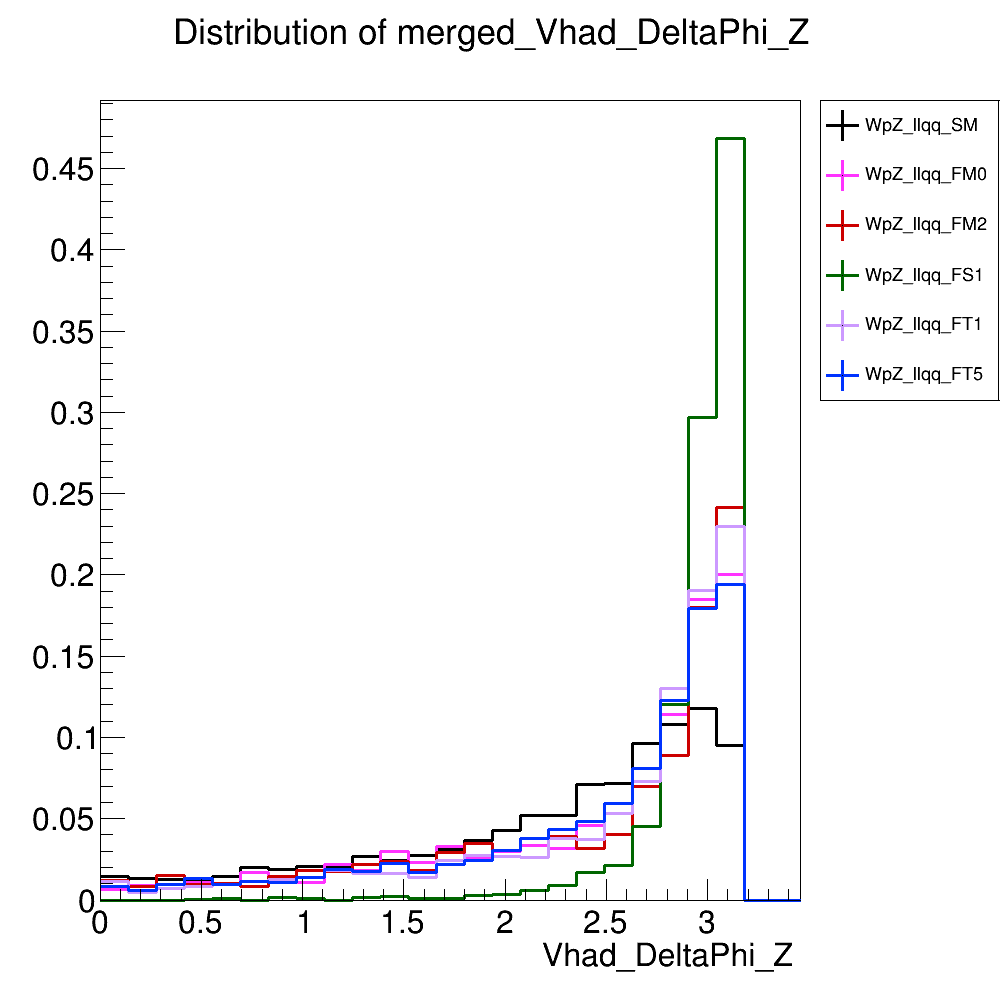 Distribution of merged_Vhad_DeltaPhi_Z
WpZ_llqq_SM
WpZ_llqq_FM0
WpZ_llqq_FM2
WpZ_llqq_FS1
WpZ_llqq_FT1
WpZ_llqq_FT5
0.45
0.4
0.35
0.3
0.25
0.2
0.15
0.1
0.05
0
0 0.5 1 1.5 2 2.5 3
Vhad_DeltaPhi_Z